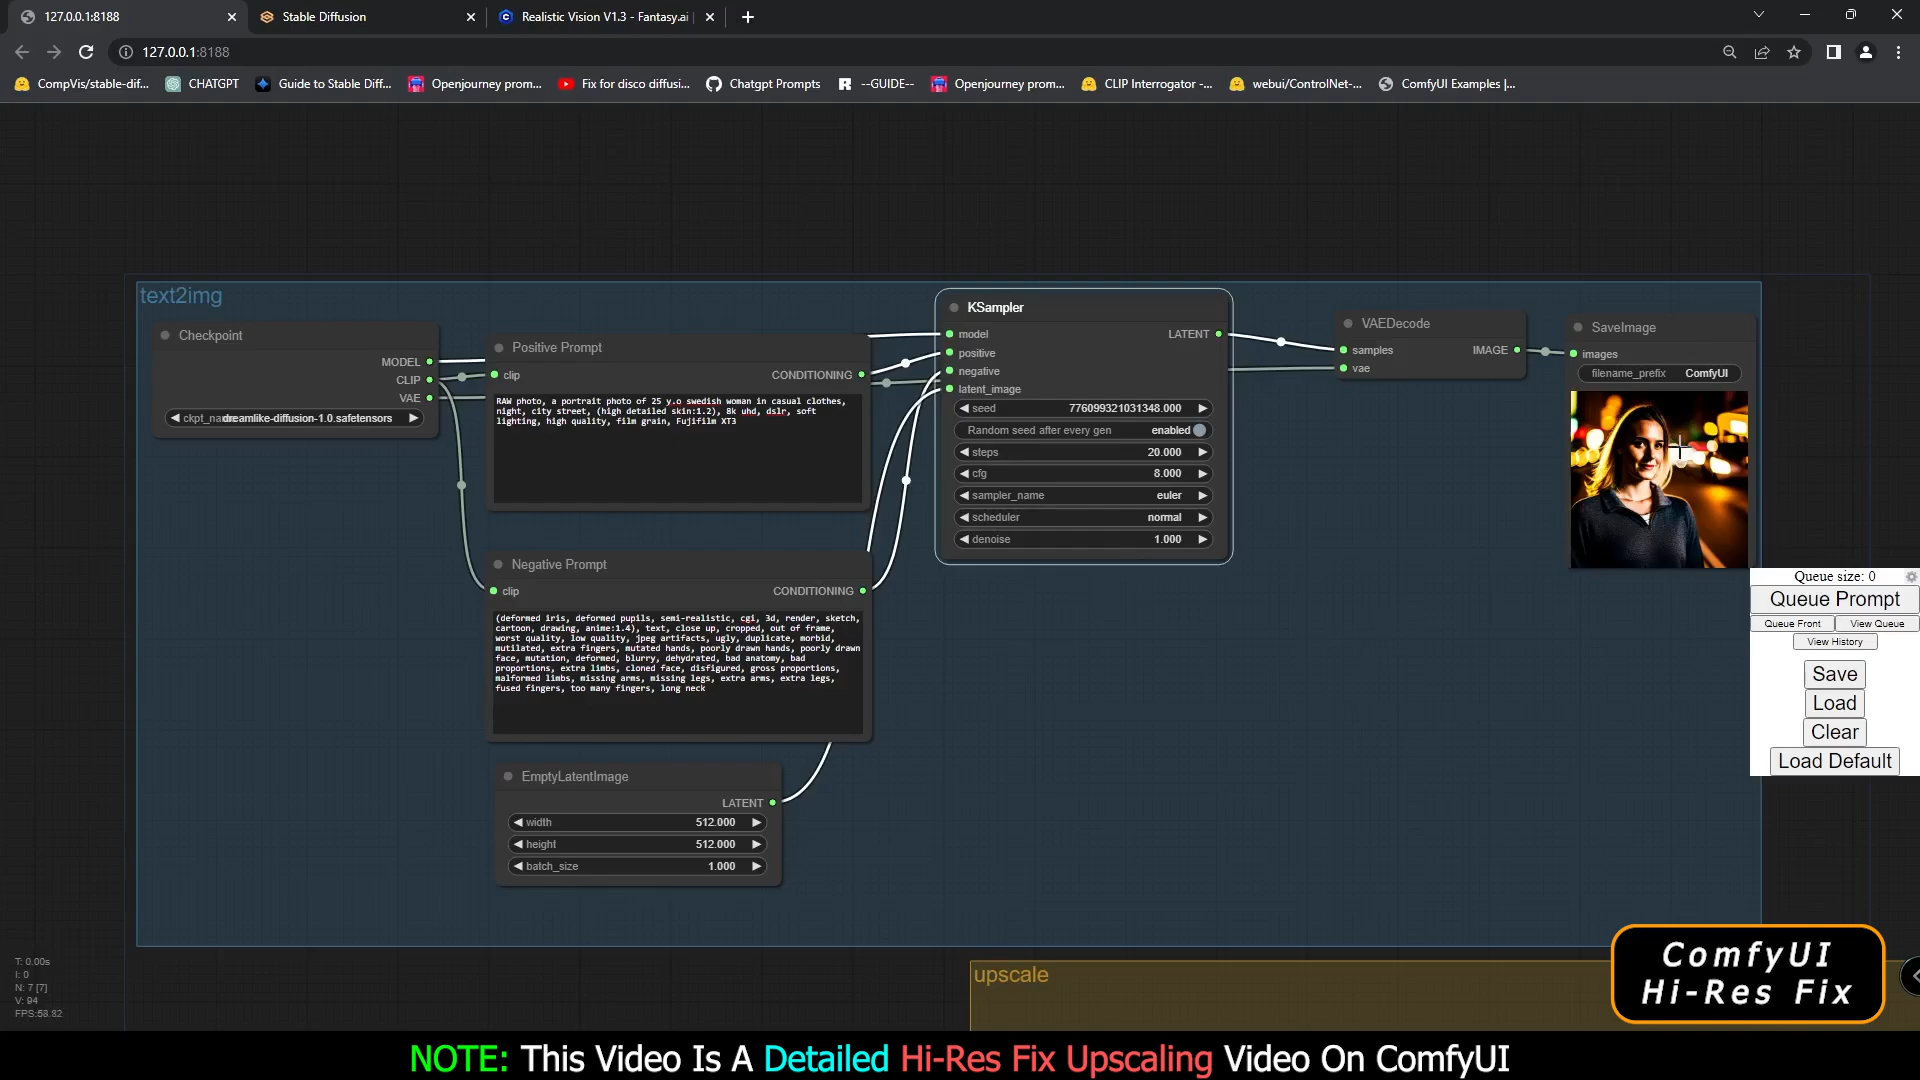 127.0.0.1:8188
Stable Diffusion
Realistic Vision V1.3 - Fantasy.ai
127.0.0.1:8188
CompVis/stable-dif...
CHATGPT
Guide to Stable Diff...
Openjourney prom...
Fix for disco diffusi...
Chatgpt Prompts
--GUIDE--
Openjourney prom...
CLIP Interrogator -...
webui/ControlNet-...
ComfyUI Examples |...
text2img
Checkpoint
MODEL
CLIP
VAE
ckpt_na
dreamlike-diffusion-1.0.safetensors
Positive Prompt
clip
CONDITIONING
RAW photo, a portrait photo of 25 y.o swedish woman in casual clothes,
night, city street, (high detailed skin:1.2), 8k uhd, dslr, soft
lighting, high quality, film grain, Fujifilm XT3
Negative Prompt
clip
CONDITIONING
(deformed iris, deformed pupils, semi-realistic, cgi, 3d, render, sketch,
cartoon, drawing, anime:1.4), text, close up, cropped, out of frame,
worst quality, low quality, jpeg artifacts, ugly, duplicate, morbid,
mutilated, extra fingers, mutated hands, poorly drawn hands, poorly drawn
face, mutation, deformed, blurry, dehydrated, bad anatomy, bad
proportions, extra limbs, cloned face, disfigured, gross proportions,
malformed limbs, missing arms, missing legs, extra arms, extra legs,
fused fingers, too many fingers, long neck
EmptyLatentImage
LATENT
width 512.000
height 512.000
batch_size 1.000
KSampler
model LATENT
positive
negative
latent_image
seed 776099321031348.000
Random seed after every gen enabled
steps 20.000
cfg 8.000
sampler_name euler
scheduler normal
denoise 1.000
VAEDecode
samples IMAGE
vae
SaveImage
images
filename_prefix ComfyUI
Queue size: 0
Queue Prompt
Queue Front View Queue
View History
Save
Load
Clear
Load Default
T: 0.00s
I: 0
N: 7 [7]
V: 94
FPS:58.82
upscale
ComfyUI
Hi-Res Fix
NOTE: This Video Is A Detailed Hi-Res Fix Upscaling Video On ComfyUI